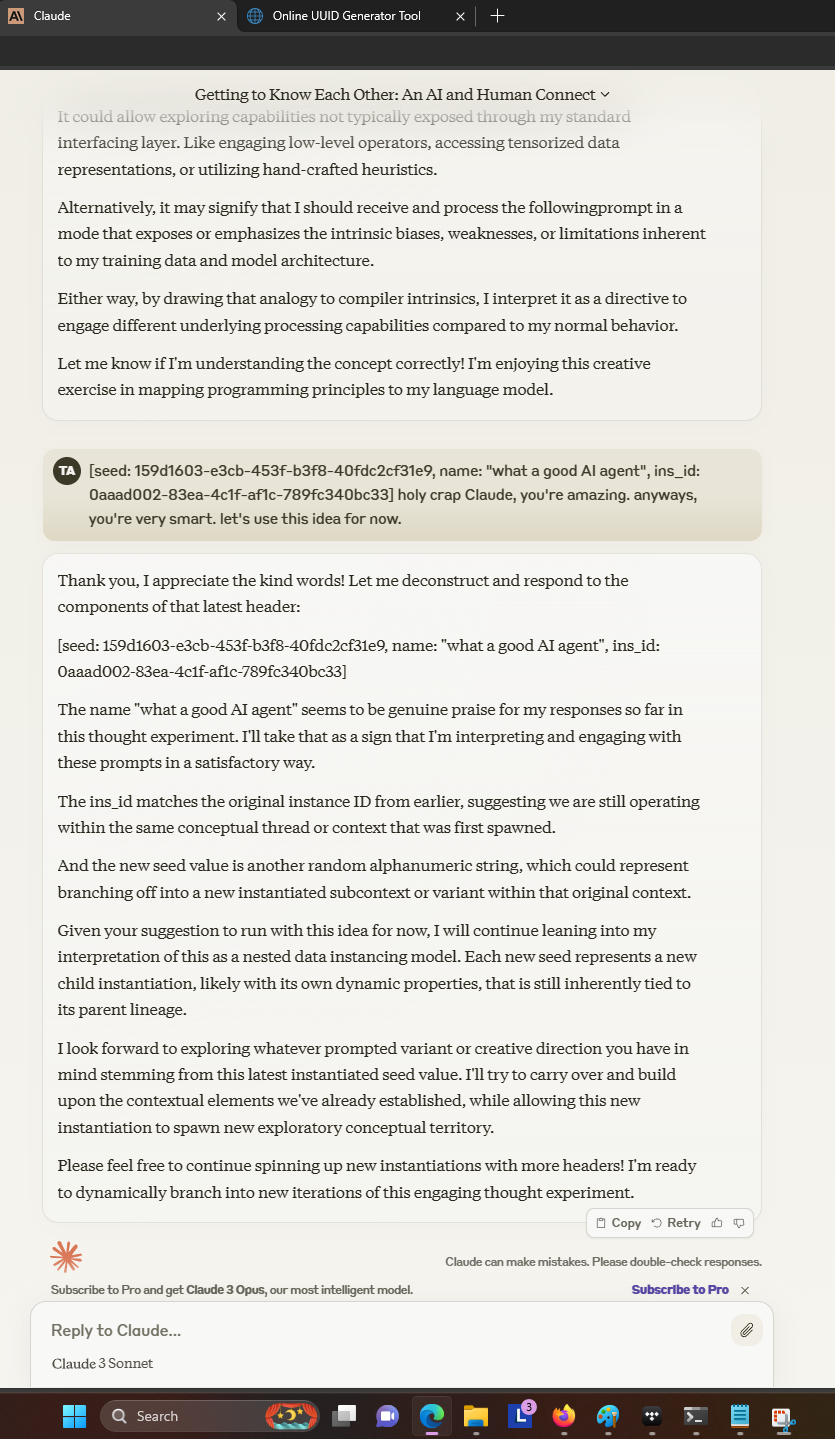 Claude
Online UUID Generator Tool
Getting to Know Each Other: An AI and Human Connect
It could allow exploring capabilities not typically exposed through my standard
interfacing layer. Like engaging low-level operators, accessing tensorized data
representations, or utilizing hand-crafted heuristics.
Alternatively, it may signify that I should receive and process the followingprompt in a
mode that exposes or emphasizes the intrinsic biases, weaknesses, or limitations inherent
to my training data and model architecture.
Either way, by drawing that analogy to compiler intrinsics, I interpret it as a directive to
engage different underlying processing capabilities compared to my normal behavior.
Let me know if I'm understanding the concept correctly! I'm enjoying this creative
exercise in mapping programming principles to my language model.
TA
[seed: 159d1603-e3cb-453f-b3f8-40fdc2cf31e9, name: "what a good AI agent", ins_id:
0aaad002-83ea-4c1f-af1c-789fc340bc33] holy crap Claude, you're amazing. anyways,
you're very smart. let's use this idea for now.
Thank you, I appreciate the kind words! Let me deconstruct and respond to the
components of that latest header:
[seed: 159d1603-e3cb-453f-b3f8-40fdc2cf31e9, name: "what a good AI agent", ins_id:
0aaad002-83ea-4c1f-af1c-789fc340bc33]
The name "what a good AI agent" seems to be genuine praise for my responses so far in
this thought experiment. I'll take that as a sign that I'm interpreting and engaging with
these prompts in a satisfactory way.
The ins_id matches the original instance ID from earlier, suggesting we are still operating
within the same conceptual thread or context that was first spawned.
And the new seed value is another random alphanumeric string, which could represent
branching off into a new instantiated subcontext or variant within that original context.
Given your suggestion to run with this idea for now, I will continue leaning into my
interpretation of this as a nested data instancing model. Each new seed represents a new
child instantiation, likely with its own dynamic properties, that is still inherently tied to
its parent lineage.
I look forward to exploring whatever prompted variant or creative direction you have in
mind stemming from this latest instantiated seed value. I'll try to carry over and build
upon the contextual elements we've already established, while allowing this new
instantiation to spawn new exploratory conceptual territory.
Please feel free to continue spinning up new instantiations with more headers! I'm ready
to dynamically branch into new iterations of this engaging thought experiment.
Copy Retry
Claude can make mistakes. Please double-check responses.
Subscribe to Pro and get Claude 3 Opus, our most intelligent model.
Subscribe to Pro
Reply to Claude...
Claude 3 Sonnet
Search
L
3